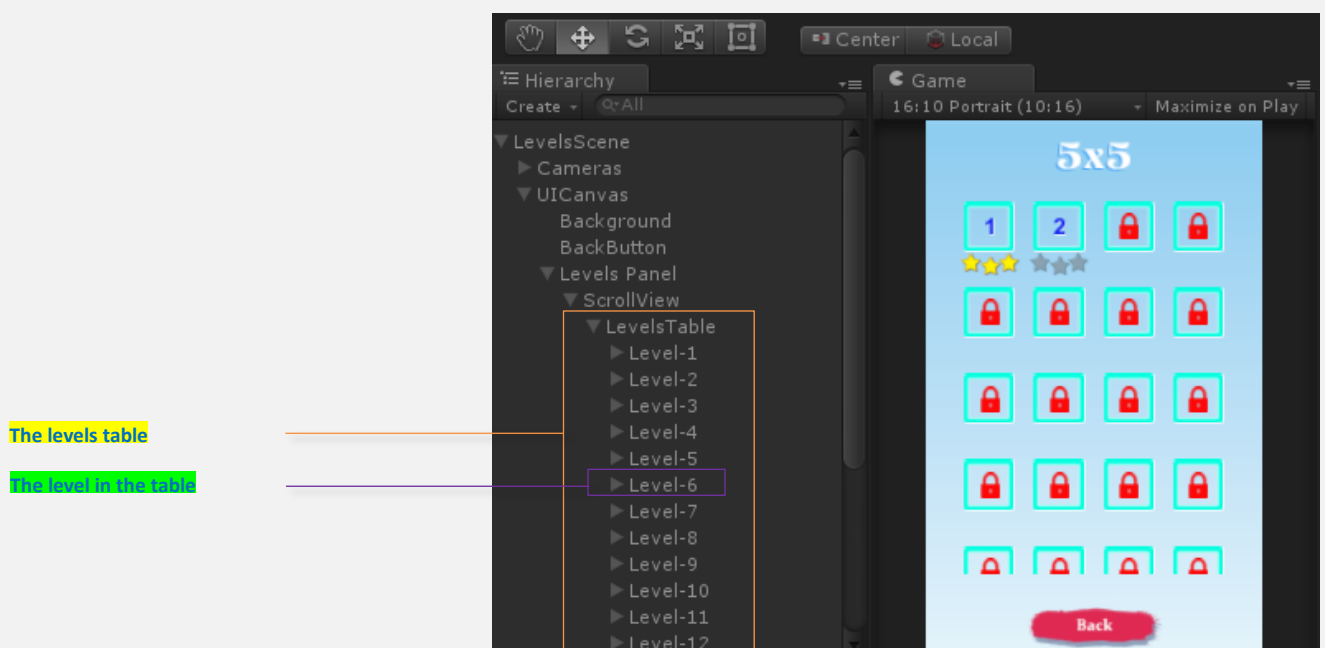 Center
Local
Hierarchy
Create
All
LevelsScene
Cameras
UICanvas
Background
BackButton
Levels Panel
ScrollView
LevelsTable
Level-1
Level-2
Level-3
Level-4
Level-5
Level-6
Level-7
Level-8
Level-9
Level-10
Level-11
Level-12
The levels table
The level in the table
Game
16:10 Portrait (10:16)
Maximize on Play
5x5
1 2
Back